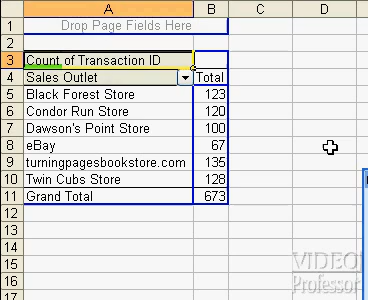 A B C D
1 Drop Page Fields Here
2
3 Count of Transaction ID
4 Sales Outlet Total
5 Black Forest Store 123
6 Condor Run Store 120
7 Dawson's Point Store 100
8 eBay 67
9 turningpagesbookstore.com 135
10 Twin Cubs Store 128
11 Grand Total 673
12
13
14
15
16
17
VIDEO
Professor